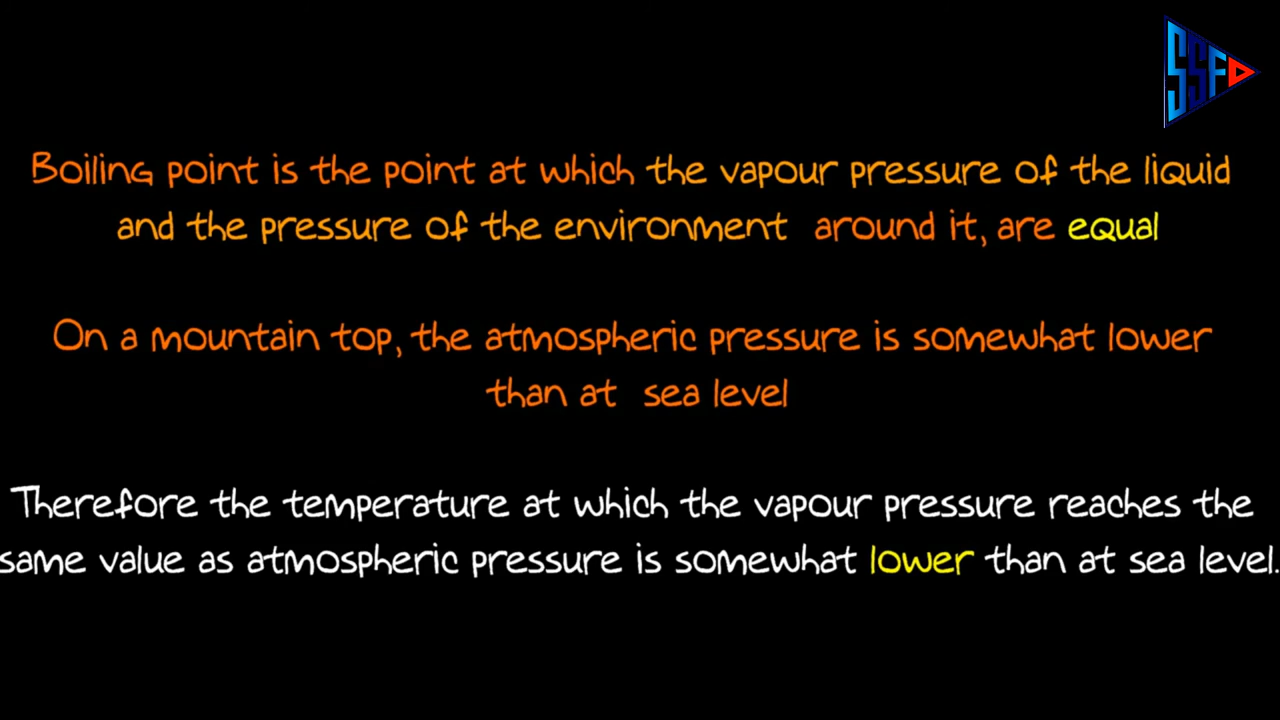 SSF
Boiling point is the point at which the vapour pressure of the liquid
and the pressure of the environment around it, are equal
On a mountain top, the atmospheric pressure is somewhat lower
than at sea level
Therefore the temperature at which the vapour pressure reaches the
same value as atmospheric pressure is somewhat lower than at sea level.